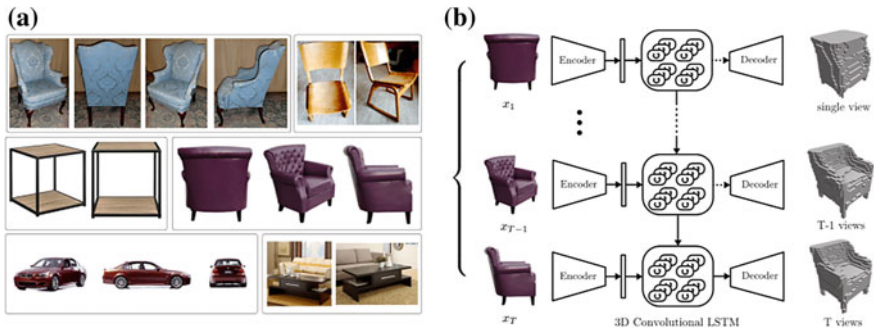 (a)
(b)
x1
Encoder
Decoder
single view
xT−1
Encoder
Decoder
T-1 views
xT
Encoder
Decoder
3D Convolutional LSTM
T views